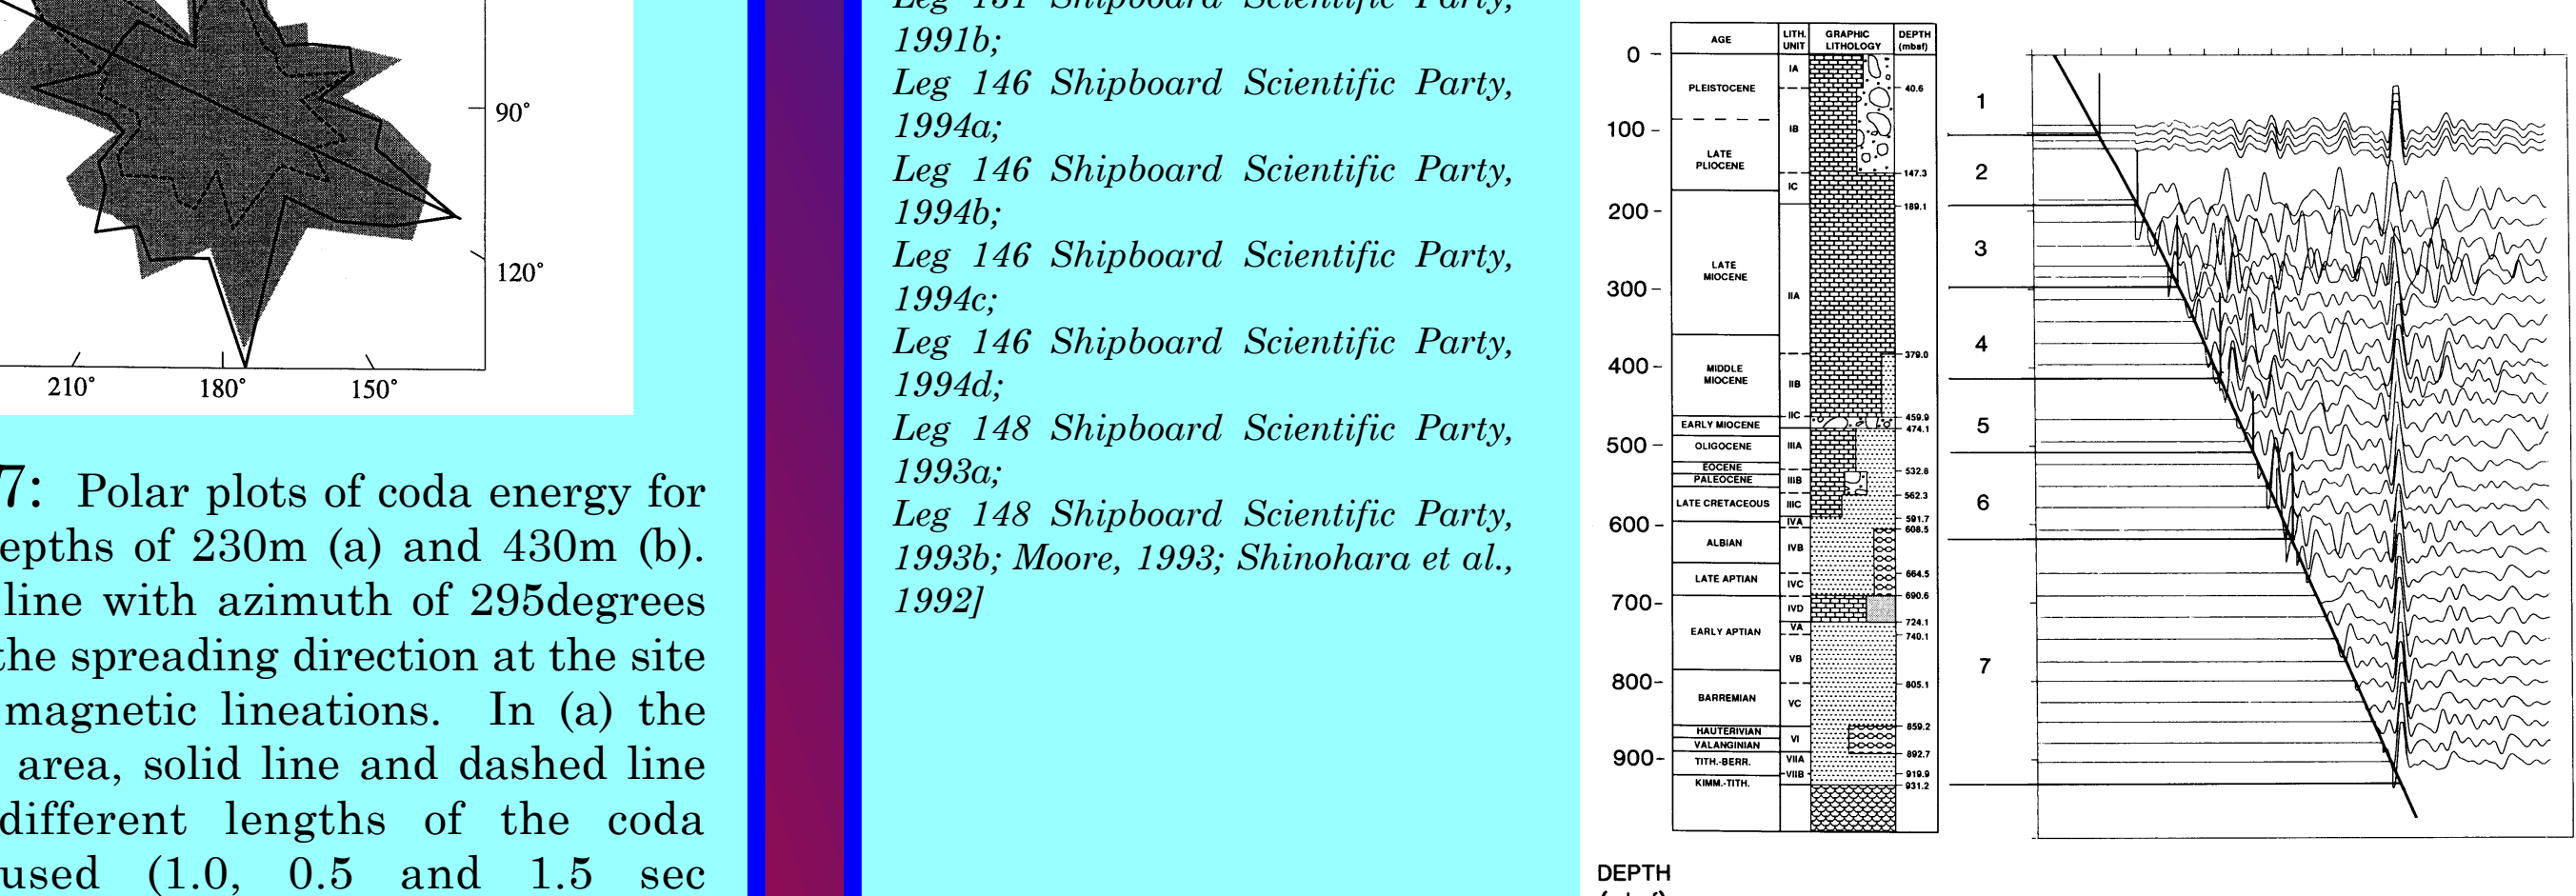 90°
120°
210°
180°
150°
7: Polar plots of coda energy for
epths of 230m (a) and 430m (b).
line with azimuth of 295degrees
the spreading direction at the site
magnetic lineations. In (a) the
area, solid line and dashed line
different lengths of the coda
used (1.0, 0.5 and 1.5 sec
Leg 131 Shipboard Scientific Party,
1991b;
Leg 146 Shipboard Scientific Party,
1994a;
Leg 146 Shipboard Scientific Party,
1994b;
Leg 146 Shipboard Scientific Party,
1994c;
Leg 146 Shipboard Scientific Party,
1994d;
Leg 148 Shipboard Scientific Party,
1993a;
Leg 148 Shipboard Scientific Party,
1993b; Moore, 1993; Shinohara et al.,
1992]
0
100
200
300
400
500
600
700
800
900
DEPTH
AGE
PLEISTOCENE
LATE
PLIOCENE
LATE
MIOCENE
MIDDLE
MIOCENE
EARLY MIOCENE
OLIGOCENE
EOCENE
PALEOCENE
LATE CRETACEOUS
ALBIAN
LATE APTIAN
EARLY APTIAN
BARREMIAN
HAUTERIVIAN
VALANGINIAN
TITH.-BERR.
KIMM.-TITH.
LITH.
UNIT
IA
IB
IC
IIA
IIB
IIC
IIIA
IIIB
IIIC
IVA
IVB
IVC
IVD
VA
VB
VC
VI
VIIA
VIIB
GRAPHIC
LITHOLOGY
DEPTH
(mbsf)
40.6
147.3
189.1
379.0
459.9
474.1
532.8
562.3
591.7
608.5
664.5
690.6
724.1
740.1
805.1
859.2
892.7
919.9
931.2
1
2
3
4
5
6
7